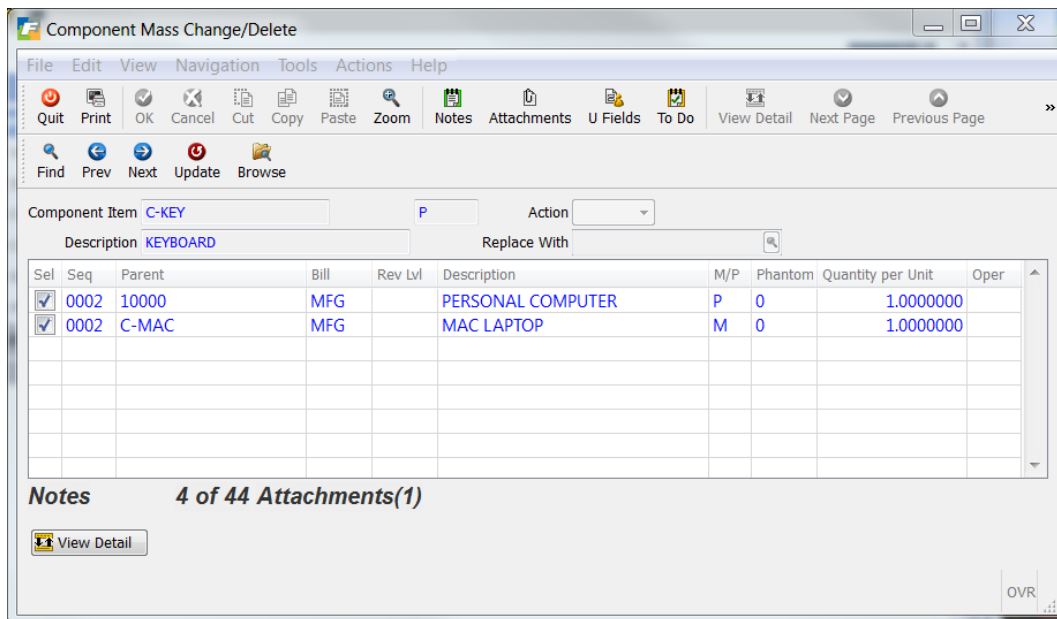 Component Mass Change/Delete
File Edit View Navigation Tools Actions Help
Quit Print OK Cancel Cut Copy Paste Zoom Notes Attachments U Fields To Do View Detail Next Page Previous Page »
Find Prev Next Update Browse
Component Item C-KEY P Action
Description KEYBOARD Replace With
Sel Seq Parent Bill Rev Lvl Description M/P Phantom Quantity per Unit Oper
0002 10000 MFG PERSONAL COMPUTER P 0 1.0000000
0002 C-MAC MFG MAC LAPTOP M 0 1.0000000
Notes 4 of 44 Attachments(1)
View Detail
OVR